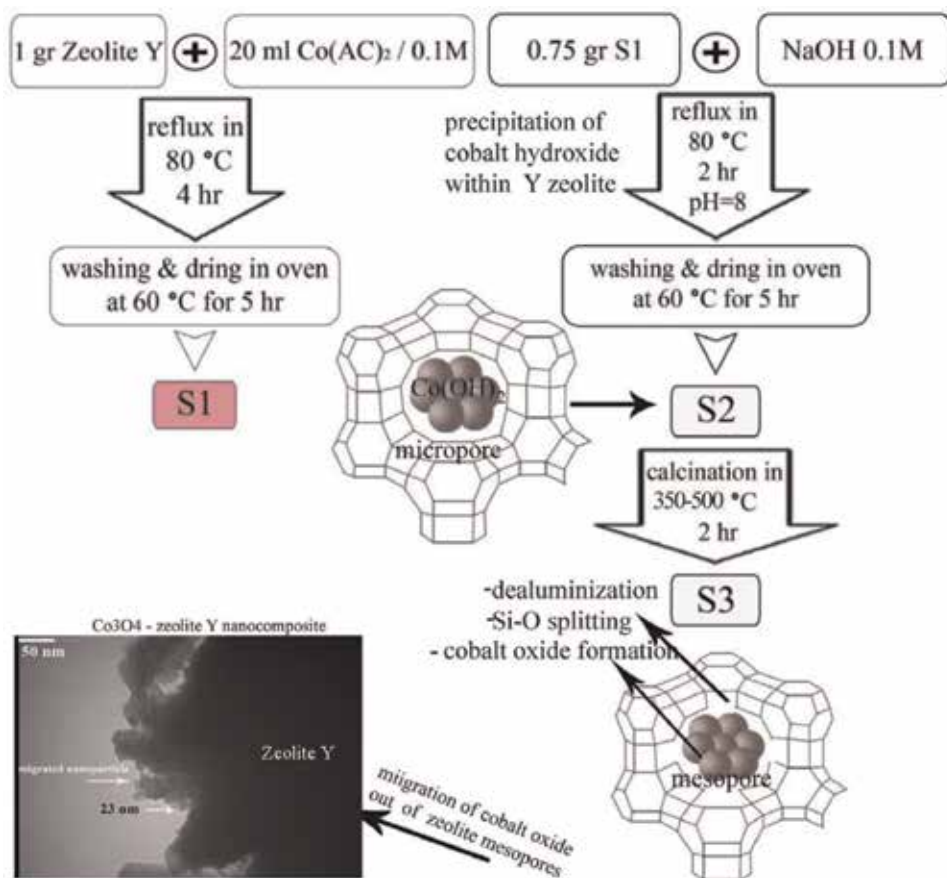 1 gr Zeolite Y
+
20 ml Co(AC)₂ / 0.1M
reflux in
80 °C
4 hr
washing & dring in oven
at 60 °C for 5 hr
S1
0.75 gr S1
+
NaOH 0.1M
precipitation of
cobalt hydroxide
within Y zeolite
reflux in
80 °C
2 hr
pH=8
washing & dring in oven
at 60 °C for 5 hr
Co(OH)₂
micropore
S2
calcination in
350-500 °C
2 hr
S3
-dealuminization
-Si-O splitting
- cobalt oxide formation
mesopore
mtigration of cobalt oxide
out of zeolite mesopores
Co3O4 - zeolite Y nanocomposite
50 nm
Zeolite Y
migrated nanoparticle
23 nm